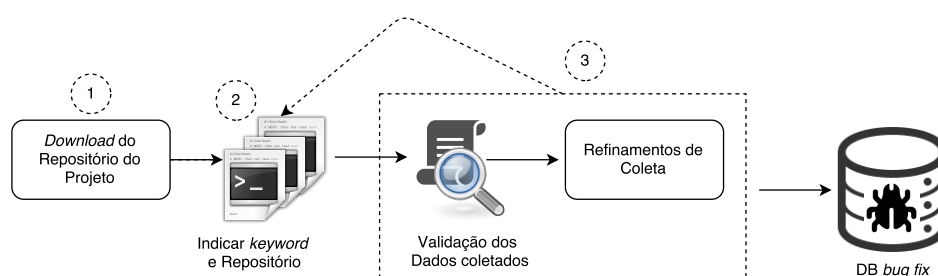 1
2
3
Download do
Repositório do
Projeto
>_
Indicar keyword
e Repositório
Validação dos
Dados coletados
Refinamentos de
Coleta
DB bug fix